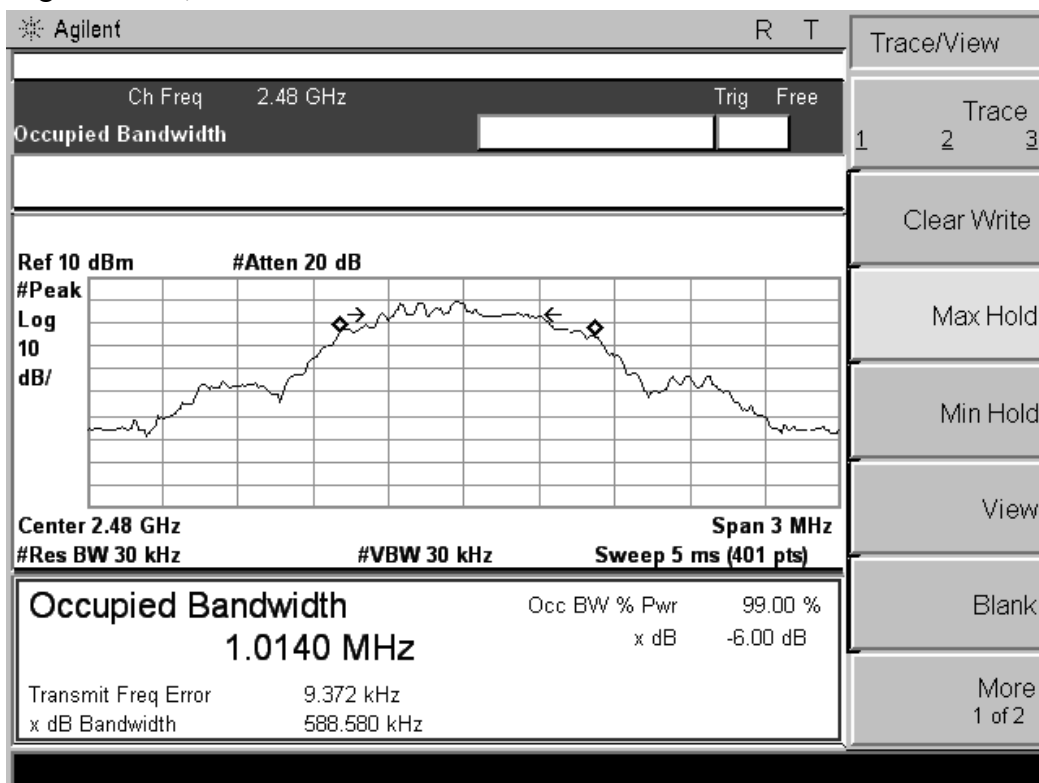 Agilent R T
Trace/View
Ch Freq 2.48 GHz Trig Free
Occupied Bandwidth
Trace
1 2 3
Clear Write
Ref 10 dBm #Atten 20 dB
#Peak
Log
10
dB/
Max Hold
Min Hold
View
Center 2.48 GHz Span 3 MHz
#Res BW 30 kHz #VBW 30 kHz Sweep 5 ms (401 pts)
Occupied Bandwidth Occ BW % Pwr 99.00 %
1.0140 MHz x dB -6.00 dB
Blank
Transmit Freq Error 9.372 kHz
x dB Bandwidth 588.580 kHz
More
1 of 2